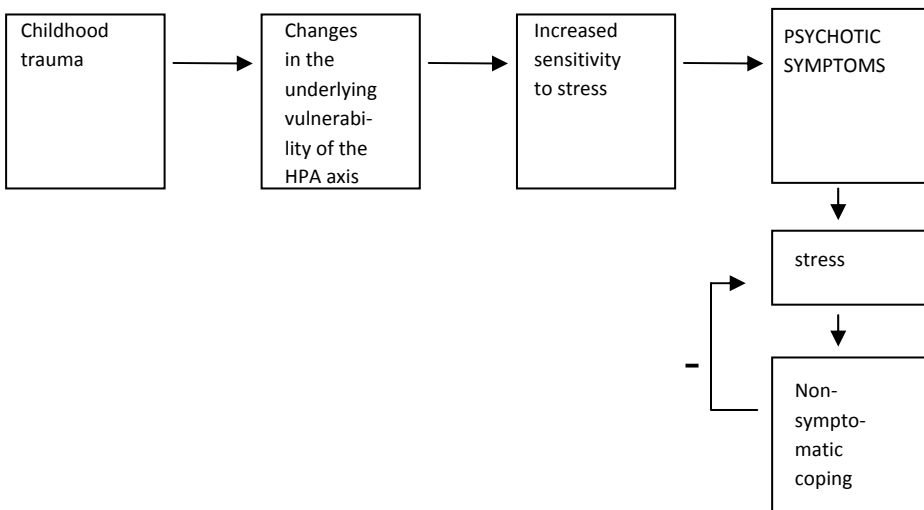 Childhood
trauma
Changes
in the
underlying
vulnerabi-
lity of the
HPA axis
Increased
sensitivity
to stress
PSYCHOTIC
SYMPTOMS
stress
-
Non-
sympto-
matic
coping